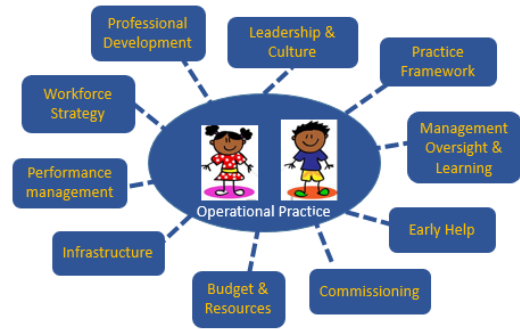 Professional
Development
Leadership &
Culture
Practice
Framework
Workforce
Strategy
Management
Oversight &
Learning
Performance
management
Operational Practice
Early Help
Infrastructure
Budget &
Resources
Commissioning